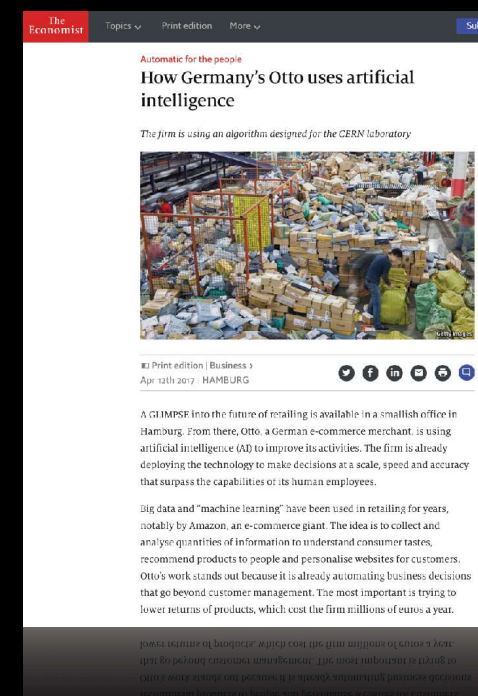 The
Economist
Topics
Print edition
More
Automatic for the people
How Germany's Otto uses artificial
intelligence
The firm is using an algorithm designed for the CERN laboratory
Getty Images
Print edition | Business >
Apr 12th 2017 | HAMBURG
A GLIMPSE into the future of retailing is available in a smallish office in
Hamburg. From there, Otto, a German e-commerce merchant, is using
artificial intelligence (AI) to improve its activities. The firm is already
deploying the technology to make decisions at a scale, speed and accuracy
that surpass the capabilities of its human employees.
Big data and "machine learning" have been used in retailing for years,
notably by Amazon, an e-commerce giant. The idea is to collect and
analyse quantities of information to understand consumer tastes,
recommend products to people and personalise websites for customers.
Otto's work stands out because it is already automating business decisions
that go beyond customer management. The most important is trying to
lower returns of products, which cost the firm millions of euros a year.